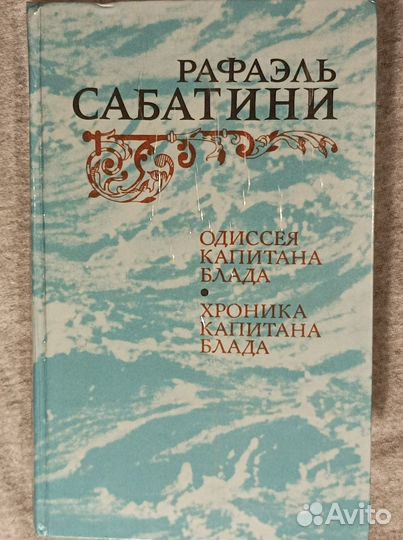 РАФАЭЛЬ
САБАТИНИ
ОДИССЕЯ
КАПИТАНА
БЛАДА
•
ХРОНИКА
КАПИТАНА
БЛАДА
Avito